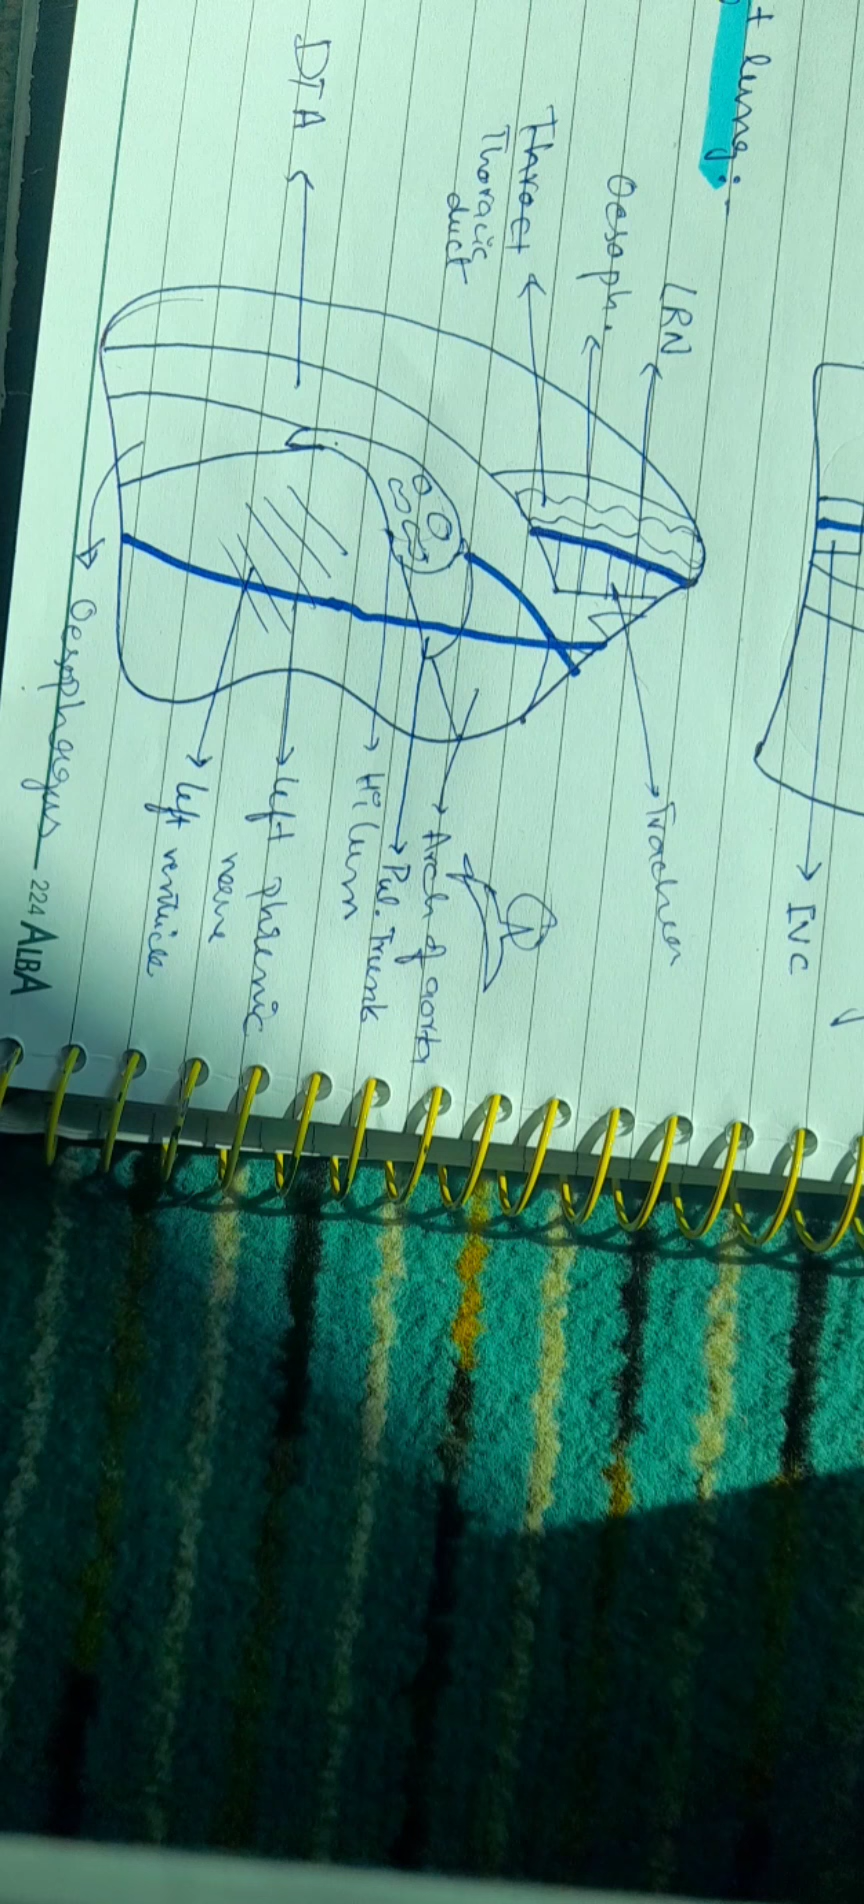 t lung :-
LRN
Oesoph.
Throct
Thoracic
duct
DTA
Trachea
IVC
Arch of aorta
Pul. Trunk
Hilum
left phrenic
nerve
left ventricle
Oesophagus
224 ALBA